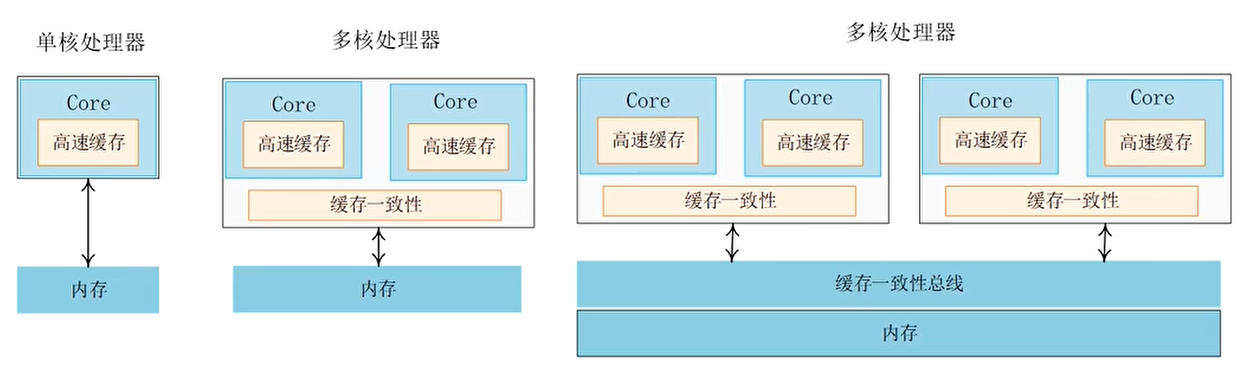 单核处理器
Core
高速缓存
内存
多核处理器
Core
高速缓存
Core
高速缓存
缓存一致性
内存
多核处理器
Core
高速缓存
Core
高速缓存
缓存一致性
Core
高速缓存
Core
高速缓存
缓存一致性
缓存一致性总线
内存